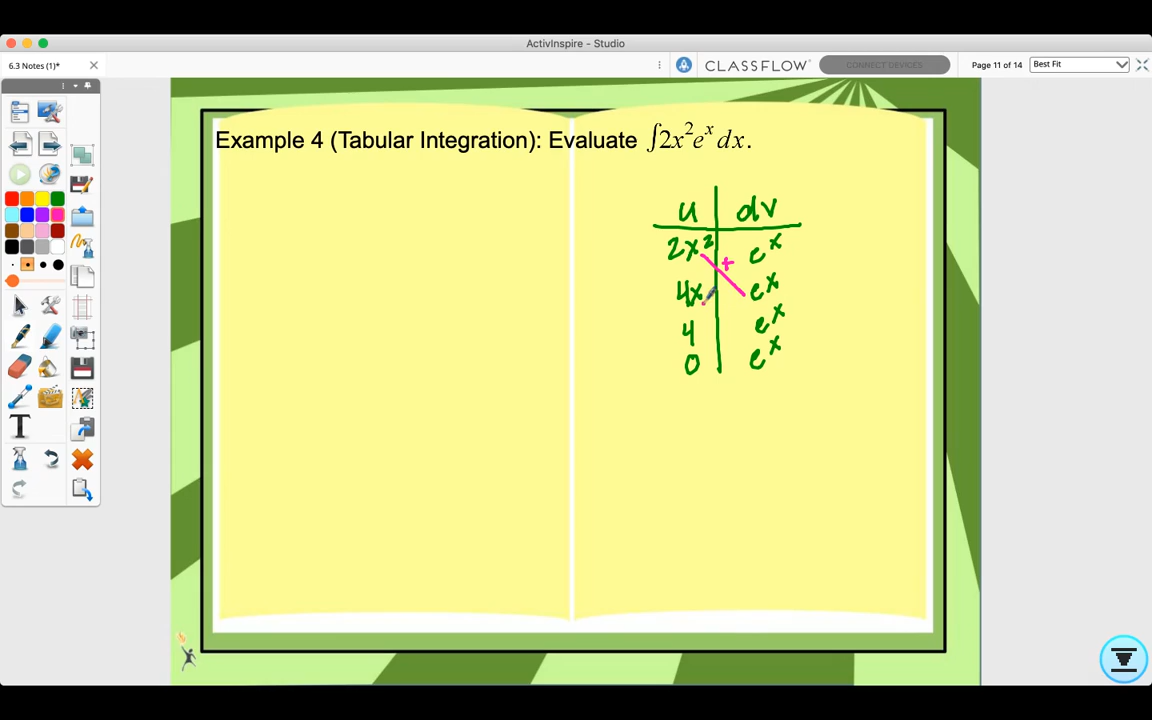 ActivInspire - Studio
6.3 Notes (1)*
CLASSFLOW
CONNECT DEVICES
Page 11 of 14
Best Fit
Example 4 (Tabular Integration): Evaluate ∫2x²eˣ dx.
u dv
2x² eˣ
+
4x eˣ
4 eˣ
0 eˣ
T